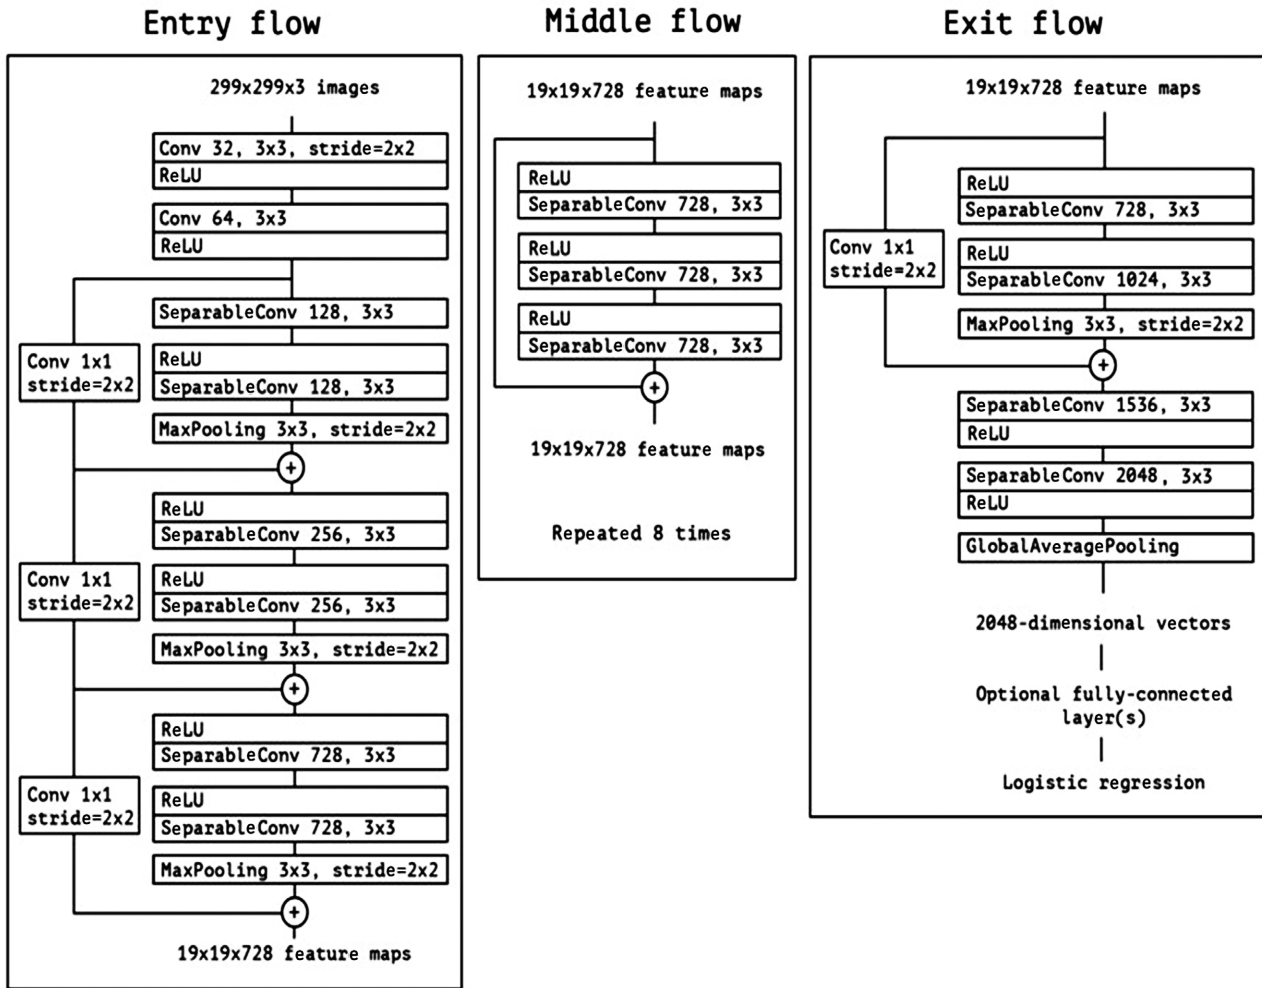 Entry flow
299x299x3 images
Conv 32, 3x3, stride=2x2
ReLU
Conv 64, 3x3
ReLU
SeparableConv 128, 3x3
Conv 1x1
stride=2x2
ReLU
SeparableConv 128, 3x3
MaxPooling 3x3, stride=2x2
+
ReLU
SeparableConv 256, 3x3
Conv 1x1
stride=2x2
ReLU
SeparableConv 256, 3x3
MaxPooling 3x3, stride=2x2
+
ReLU
SeparableConv 728, 3x3
Conv 1x1
stride=2x2
ReLU
SeparableConv 728, 3x3
MaxPooling 3x3, stride=2x2
+
19x19x728 feature maps
Middle flow
19x19x728 feature maps
ReLU
SeparableConv 728, 3x3
ReLU
SeparableConv 728, 3x3
ReLU
SeparableConv 728, 3x3
+
19x19x728 feature maps
Repeated 8 times
Exit flow
19x19x728 feature maps
ReLU
SeparableConv 728, 3x3
Conv 1x1
stride=2x2
ReLU
SeparableConv 1024, 3x3
MaxPooling 3x3, stride=2x2
+
SeparableConv 1536, 3x3
ReLU
SeparableConv 2048, 3x3
ReLU
GlobalAveragePooling
2048-dimensional vectors
Optional fully-connected
layer(s)
Logistic regression